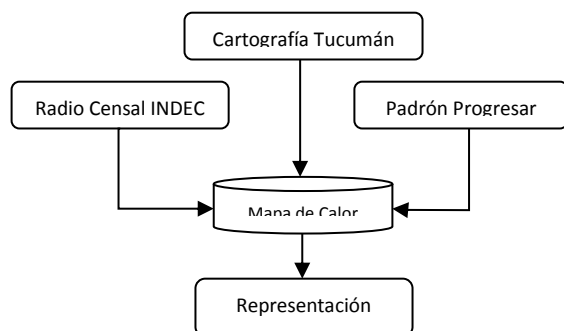 Cartografía Tucumán
Radio Censal INDEC
Padrón Progresar
Mapa de Calor
Representación